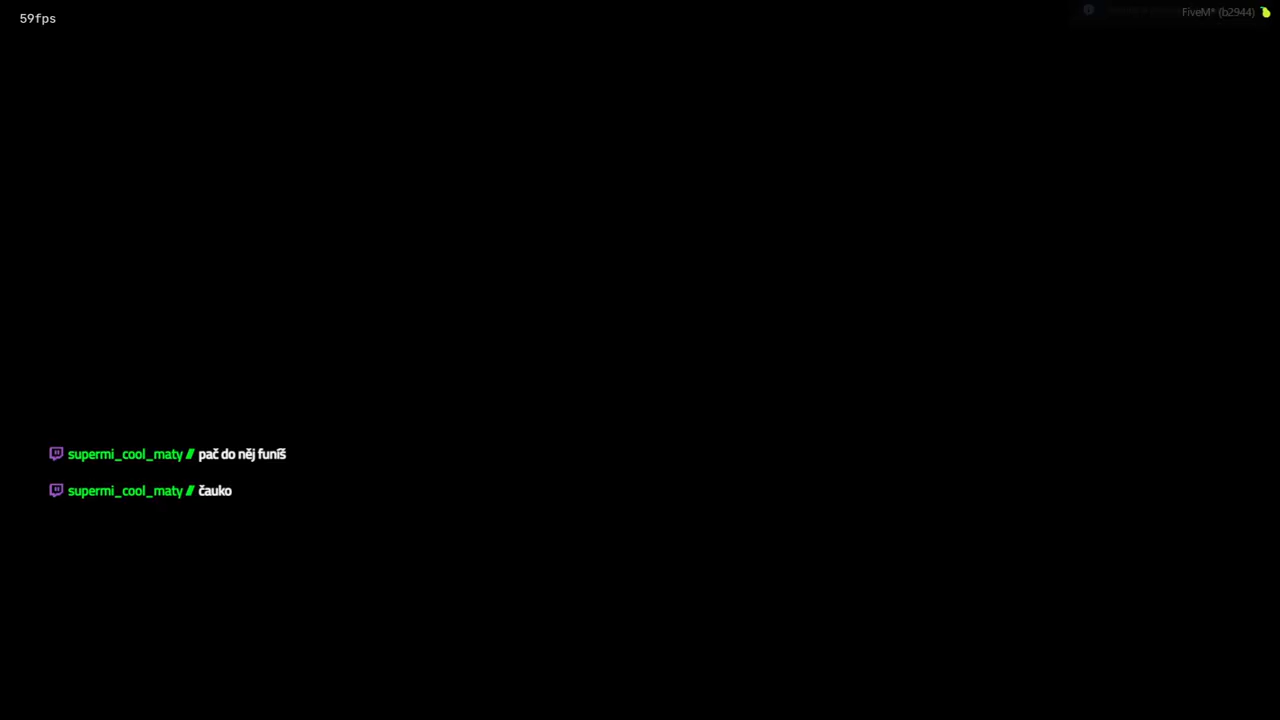 59fps
FiveM* (b2944)
supermi_cool_maty // pač do něj funíš
supermi_cool_maty // čauko